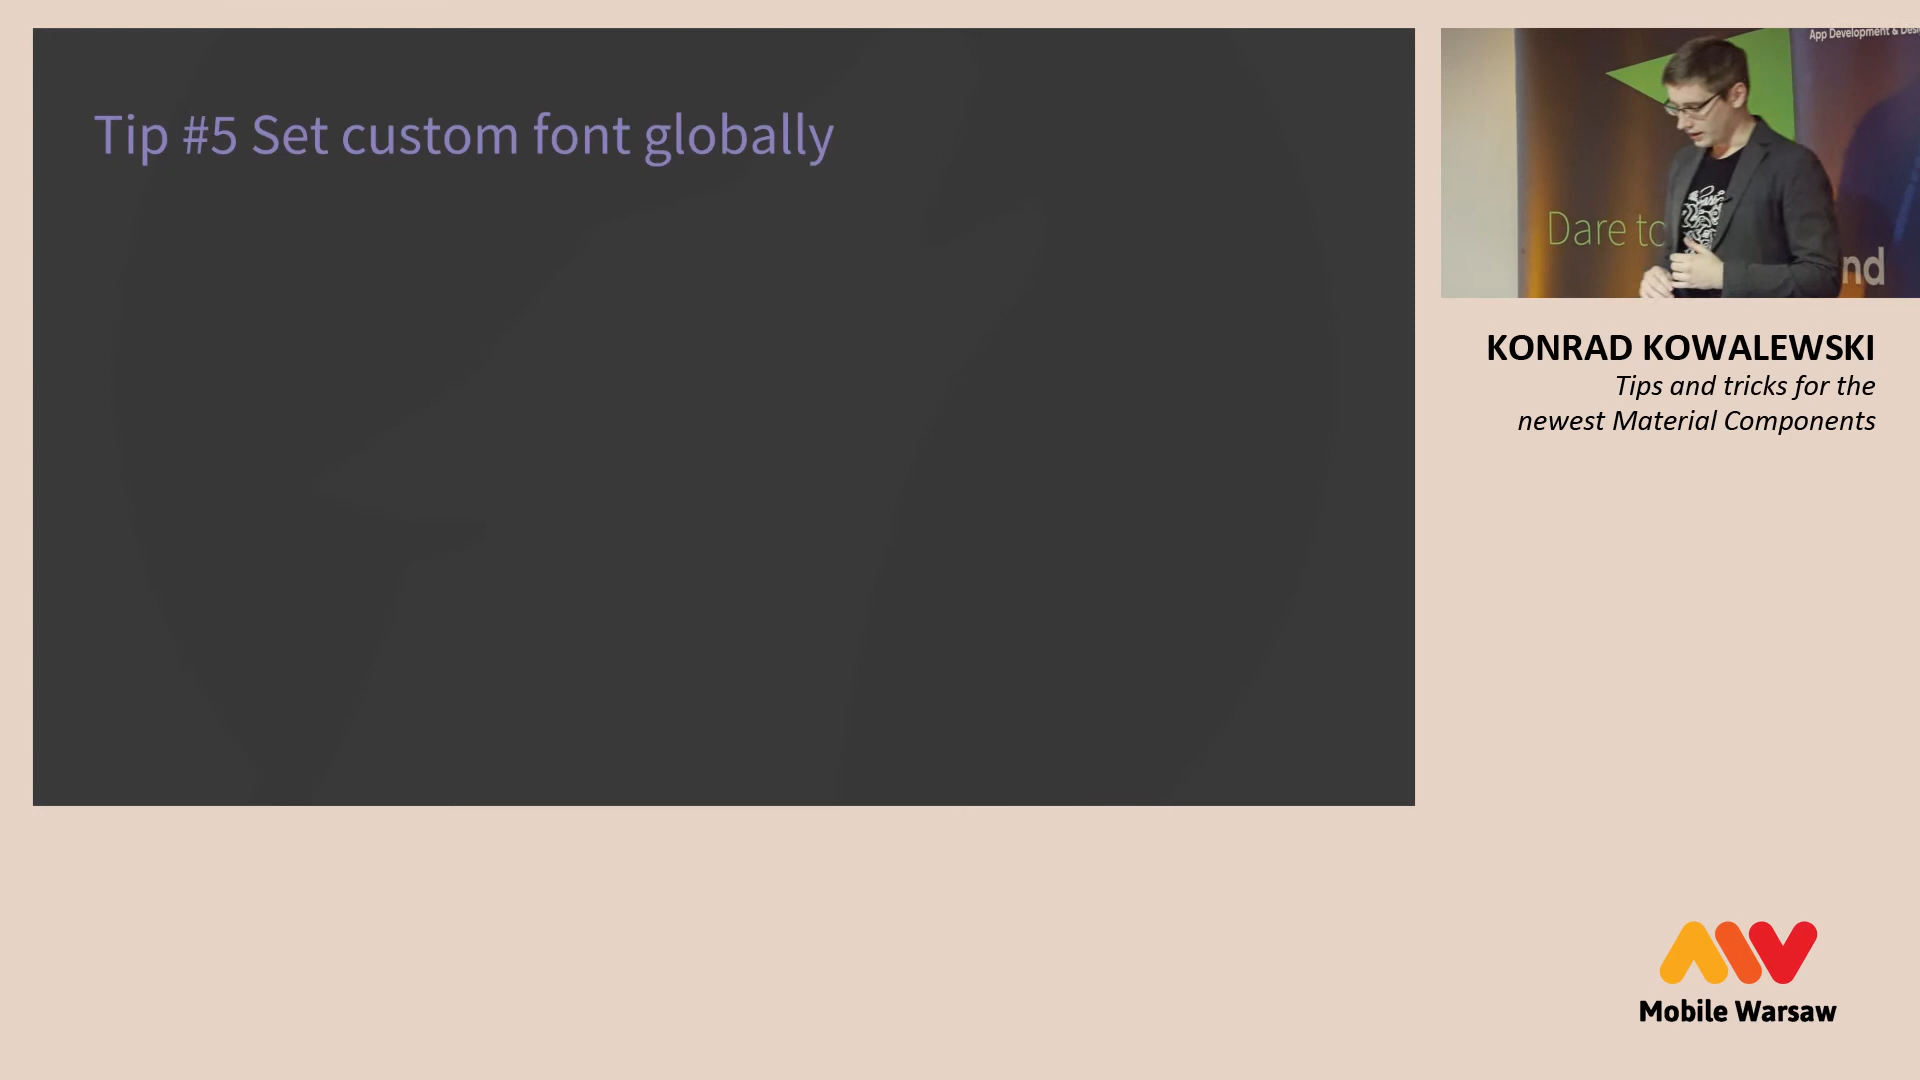 Tip #5 Set custom font globally
App Development &
Dare to
nd
KONRAD KOWALEWSKI
Tips and tricks for the
newest Material Components
Mobile Warsaw